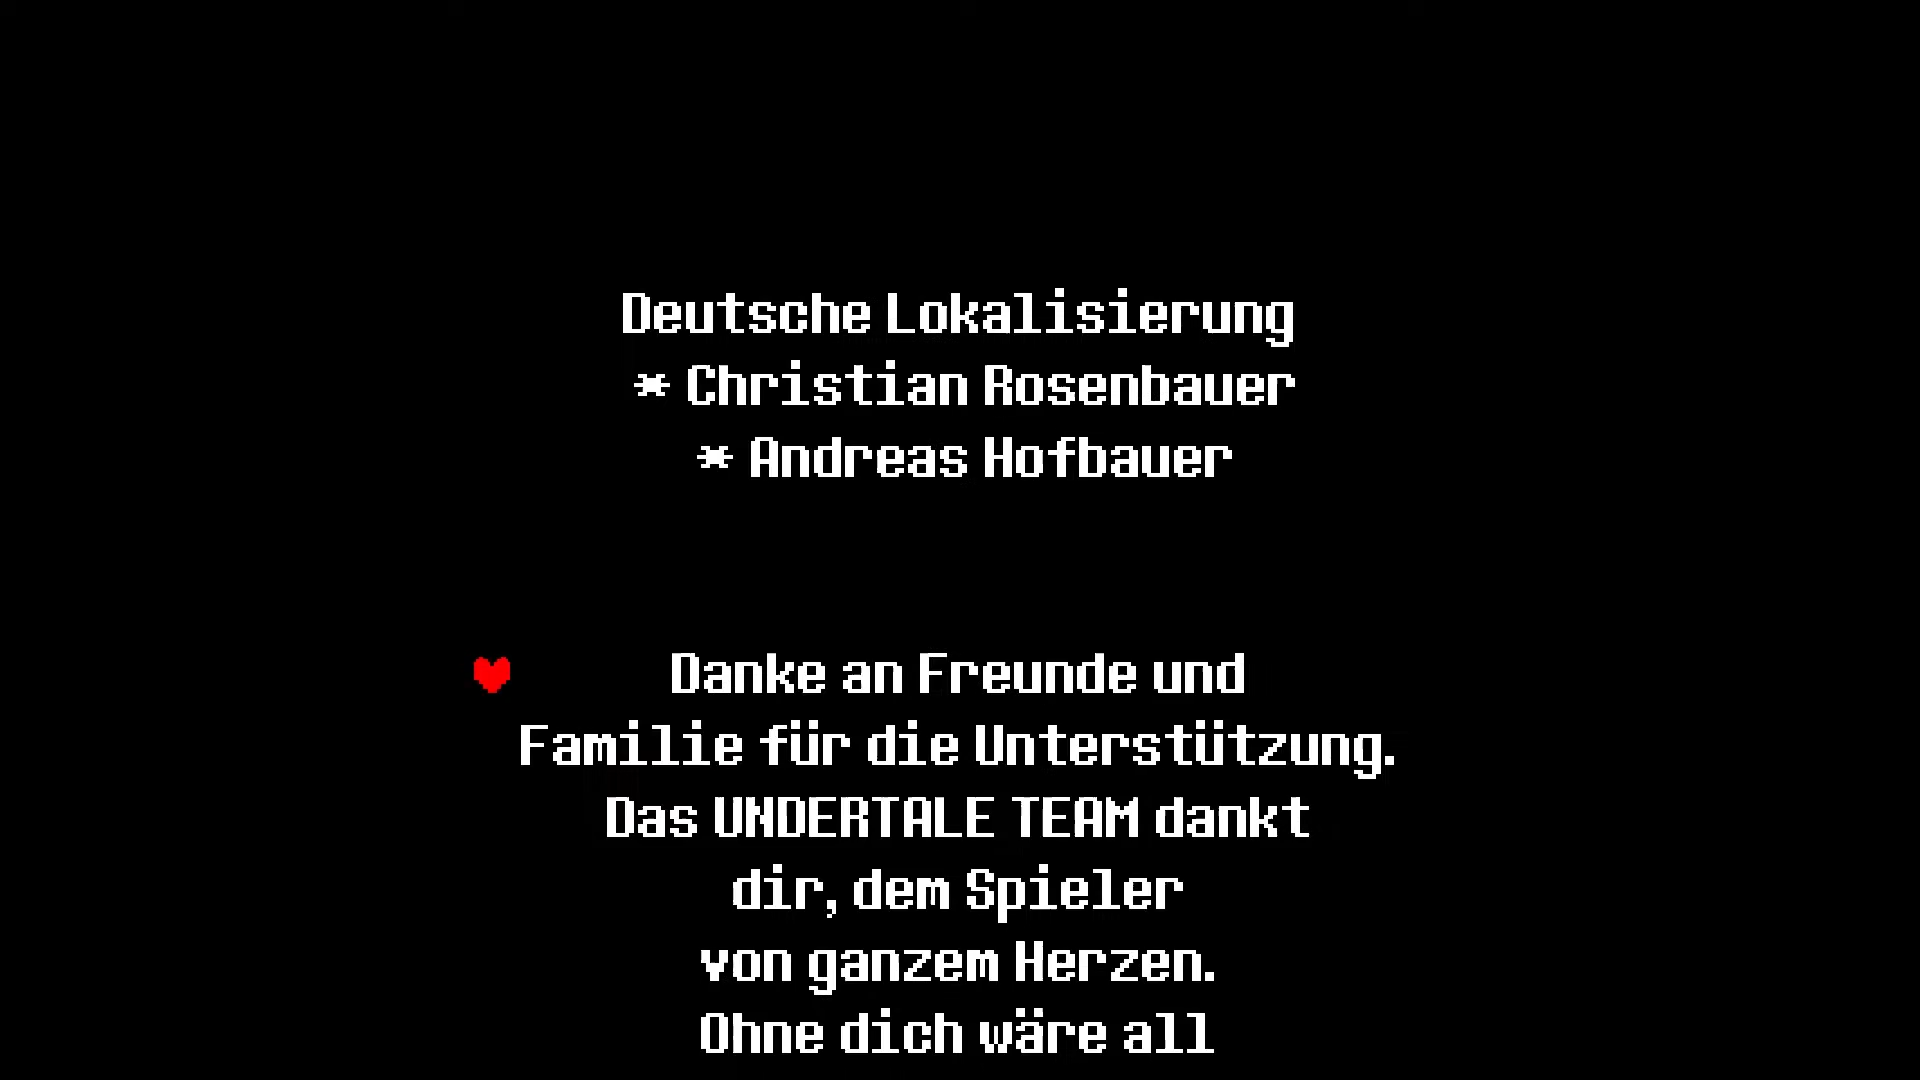 Deutsche Lokalisierung
* Christian Rosenbauer
* Andreas Hofbauer
Danke an Freunde und
Familie für die Unterstützung.
Das UNDERTALE TEAM dankt
dir, dem Spieler
von ganzem Herzen.
Ohne dich wäre all